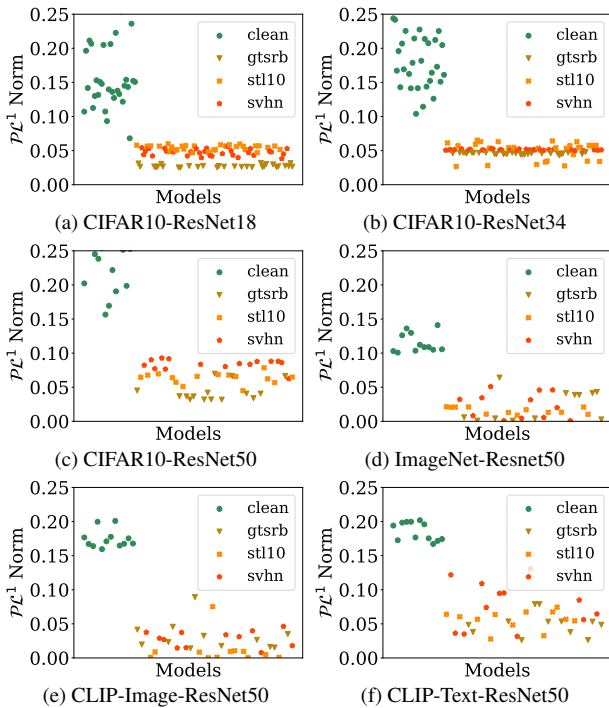 0.25
0.20
0.15
0.10
0.05
0.00
PL¹ Norm
clean
gtsrb
stl10
svhn
Models
(a) CIFAR10-ResNet18
0.25
0.20
0.15
0.10
0.05
0.00
PL¹ Norm
clean
gtsrb
stl10
svhn
Models
(b) CIFAR10-ResNet34
0.25
0.20
0.15
0.10
0.05
0.00
PL¹ Norm
clean
gtsrb
stl10
svhn
Models
(c) CIFAR10-ResNet50
0.25
0.20
0.15
0.10
0.05
0.00
PL¹ Norm
clean
gtsrb
stl10
svhn
Models
(d) ImageNet-Resnet50
0.25
0.20
0.15
0.10
0.05
0.00
PL¹ Norm
clean
gtsrb
stl10
svhn
Models
(e) CLIP-Image-ResNet50
0.25
0.20
0.15
0.10
0.05
0.00
PL¹ Norm
clean
gtsrb
stl10
svhn
Models
(f) CLIP-Text-ResNet50